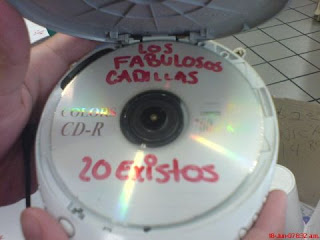 LOS
FABULOSOS
CADILLAS
COLORS
CD-R
20 Existos